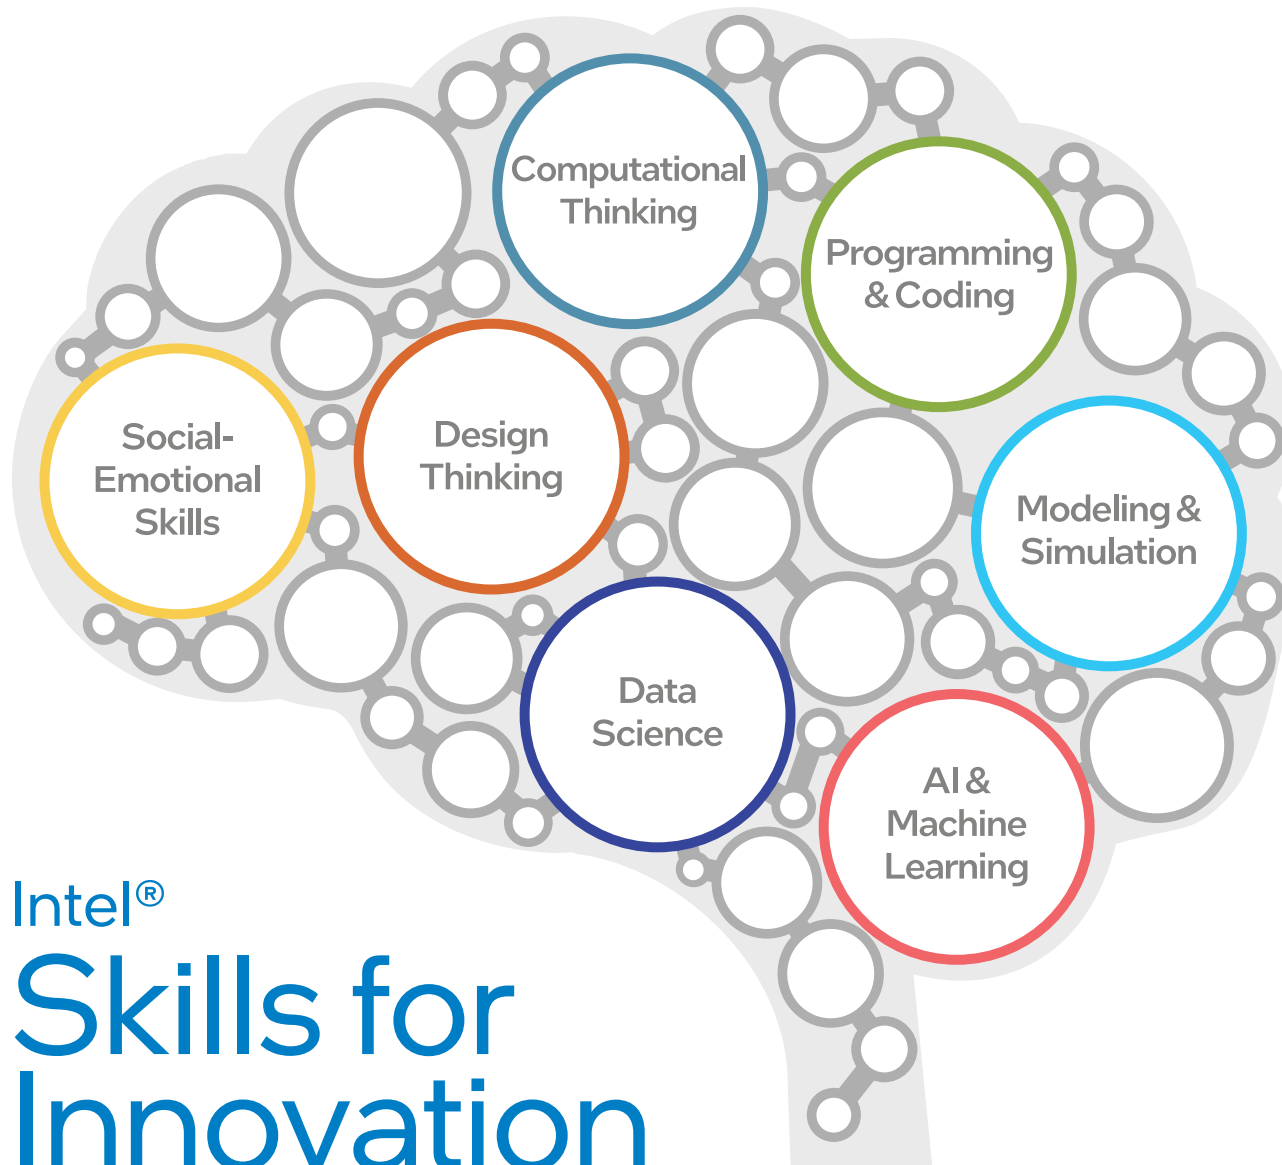 Computational
Thinking
Programming
& Coding
Social-
Emotional
Skills
Design
Thinking
Modeling &
Simulation
Data
Science
AI &
Machine
Learning
Intel®
Skills for
Innovation